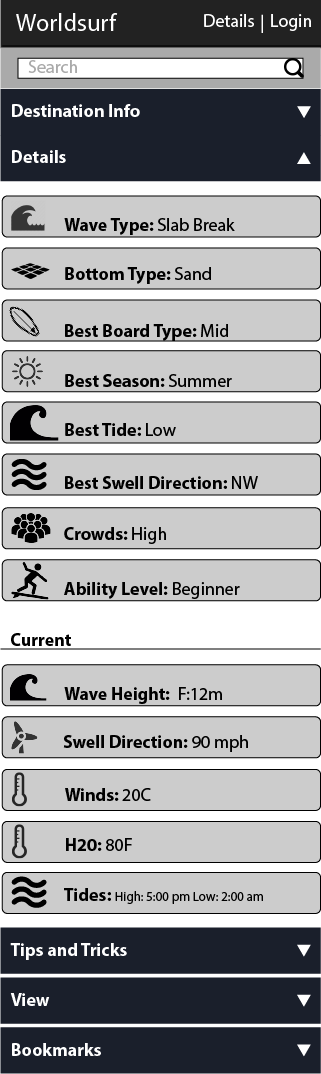 Worldsurf Details | Login
Search
Destination Info
Details
Wave Type: Slab Break
Bottom Type: Sand
Best Board Type: Mid
Best Season: Summer
Best Tide: Low
Best Swell Direction: NW
Crowds: High
Ability Level: Beginner
Current
Wave Height: F:12m
Swell Direction: 90 mph
Winds: 20C
H20: 80F
Tides: High: 5:00 pm Low: 2:00 am
Tips and Tricks
View
Bookmarks